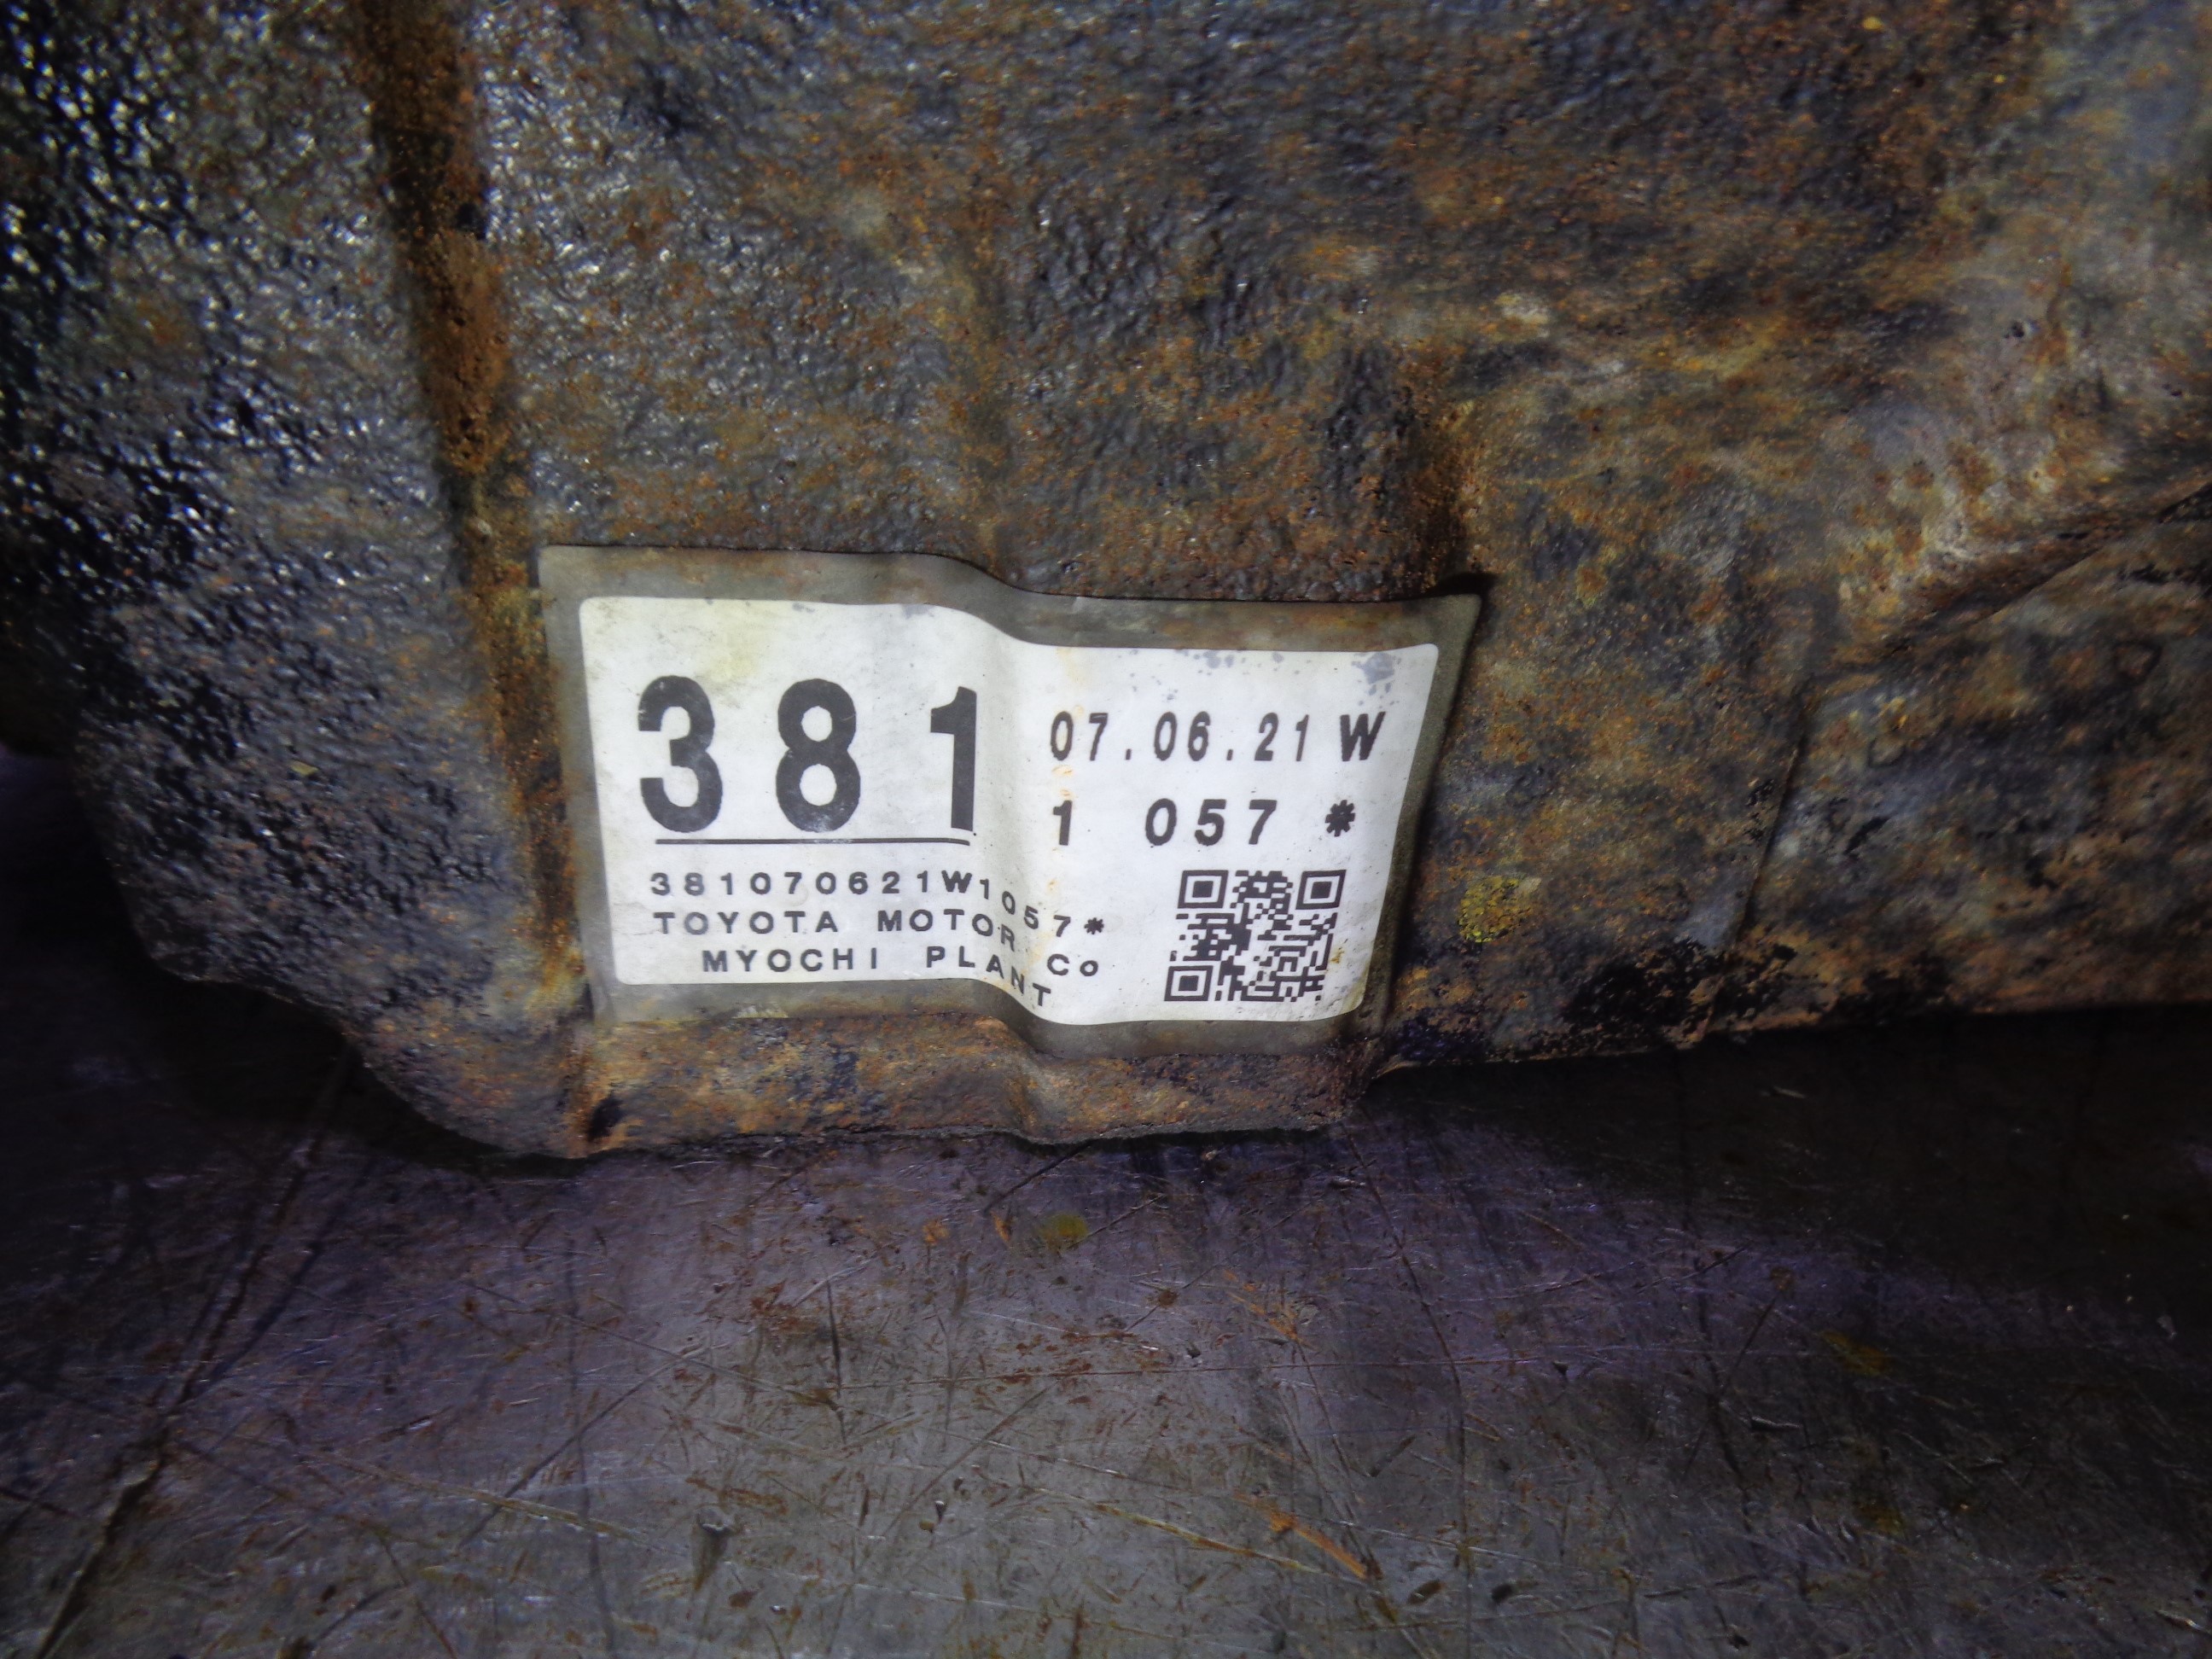 381
07.06.21 W
1 057 *
381070621W1057*
TOYOTA MOTOR Co
MYOCHI PLANT